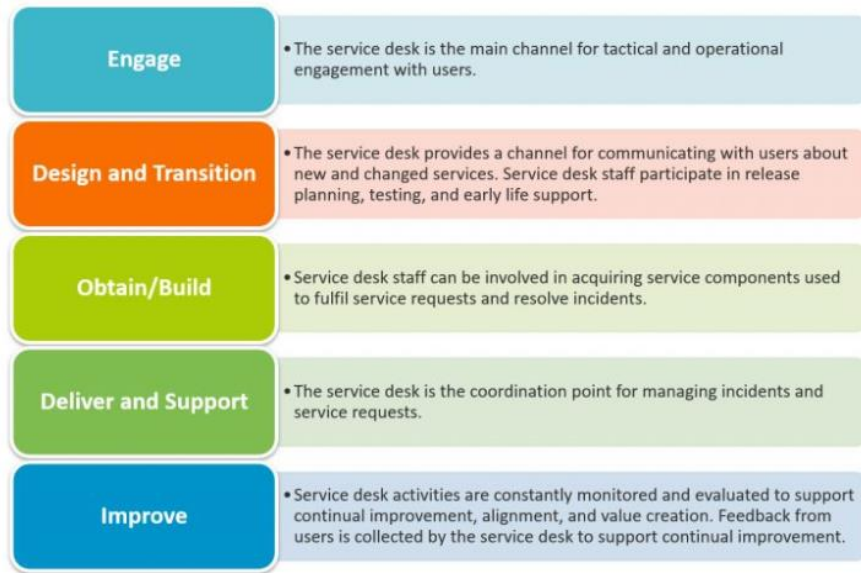 Engage
• The service desk is the main channel for tactical and operational
engagement with users.
Design and Transition
• The service desk provides a channel for communicating with users about
new and changed services. Service desk staff participate in release
planning, testing, and early life support.
Obtain/Build
• Service desk staff can be involved in acquiring service components used
to fulfil service requests and resolve incidents.
Deliver and Support
• The service desk is the coordination point for managing incidents and
service requests.
Improve
• Service desk activities are constantly monitored and evaluated to support
continual improvement, alignment, and value creation. Feedback from
users is collected by the service desk to support continual improvement.